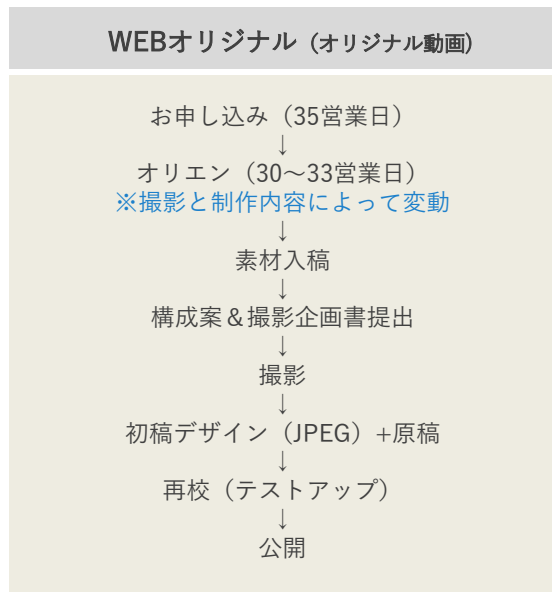 WEBオリジナル（オリジナル動画）
お申し込み（35営業日）
↓
オリエン（30～33営業日）
※撮影と制作内容によって変動
↓
素材入稿
↓
構成案＆撮影企画書提出
↓
撮影
↓
初稿デザイン（JPEG）+原稿
↓
再校（テストアップ）
↓
公開